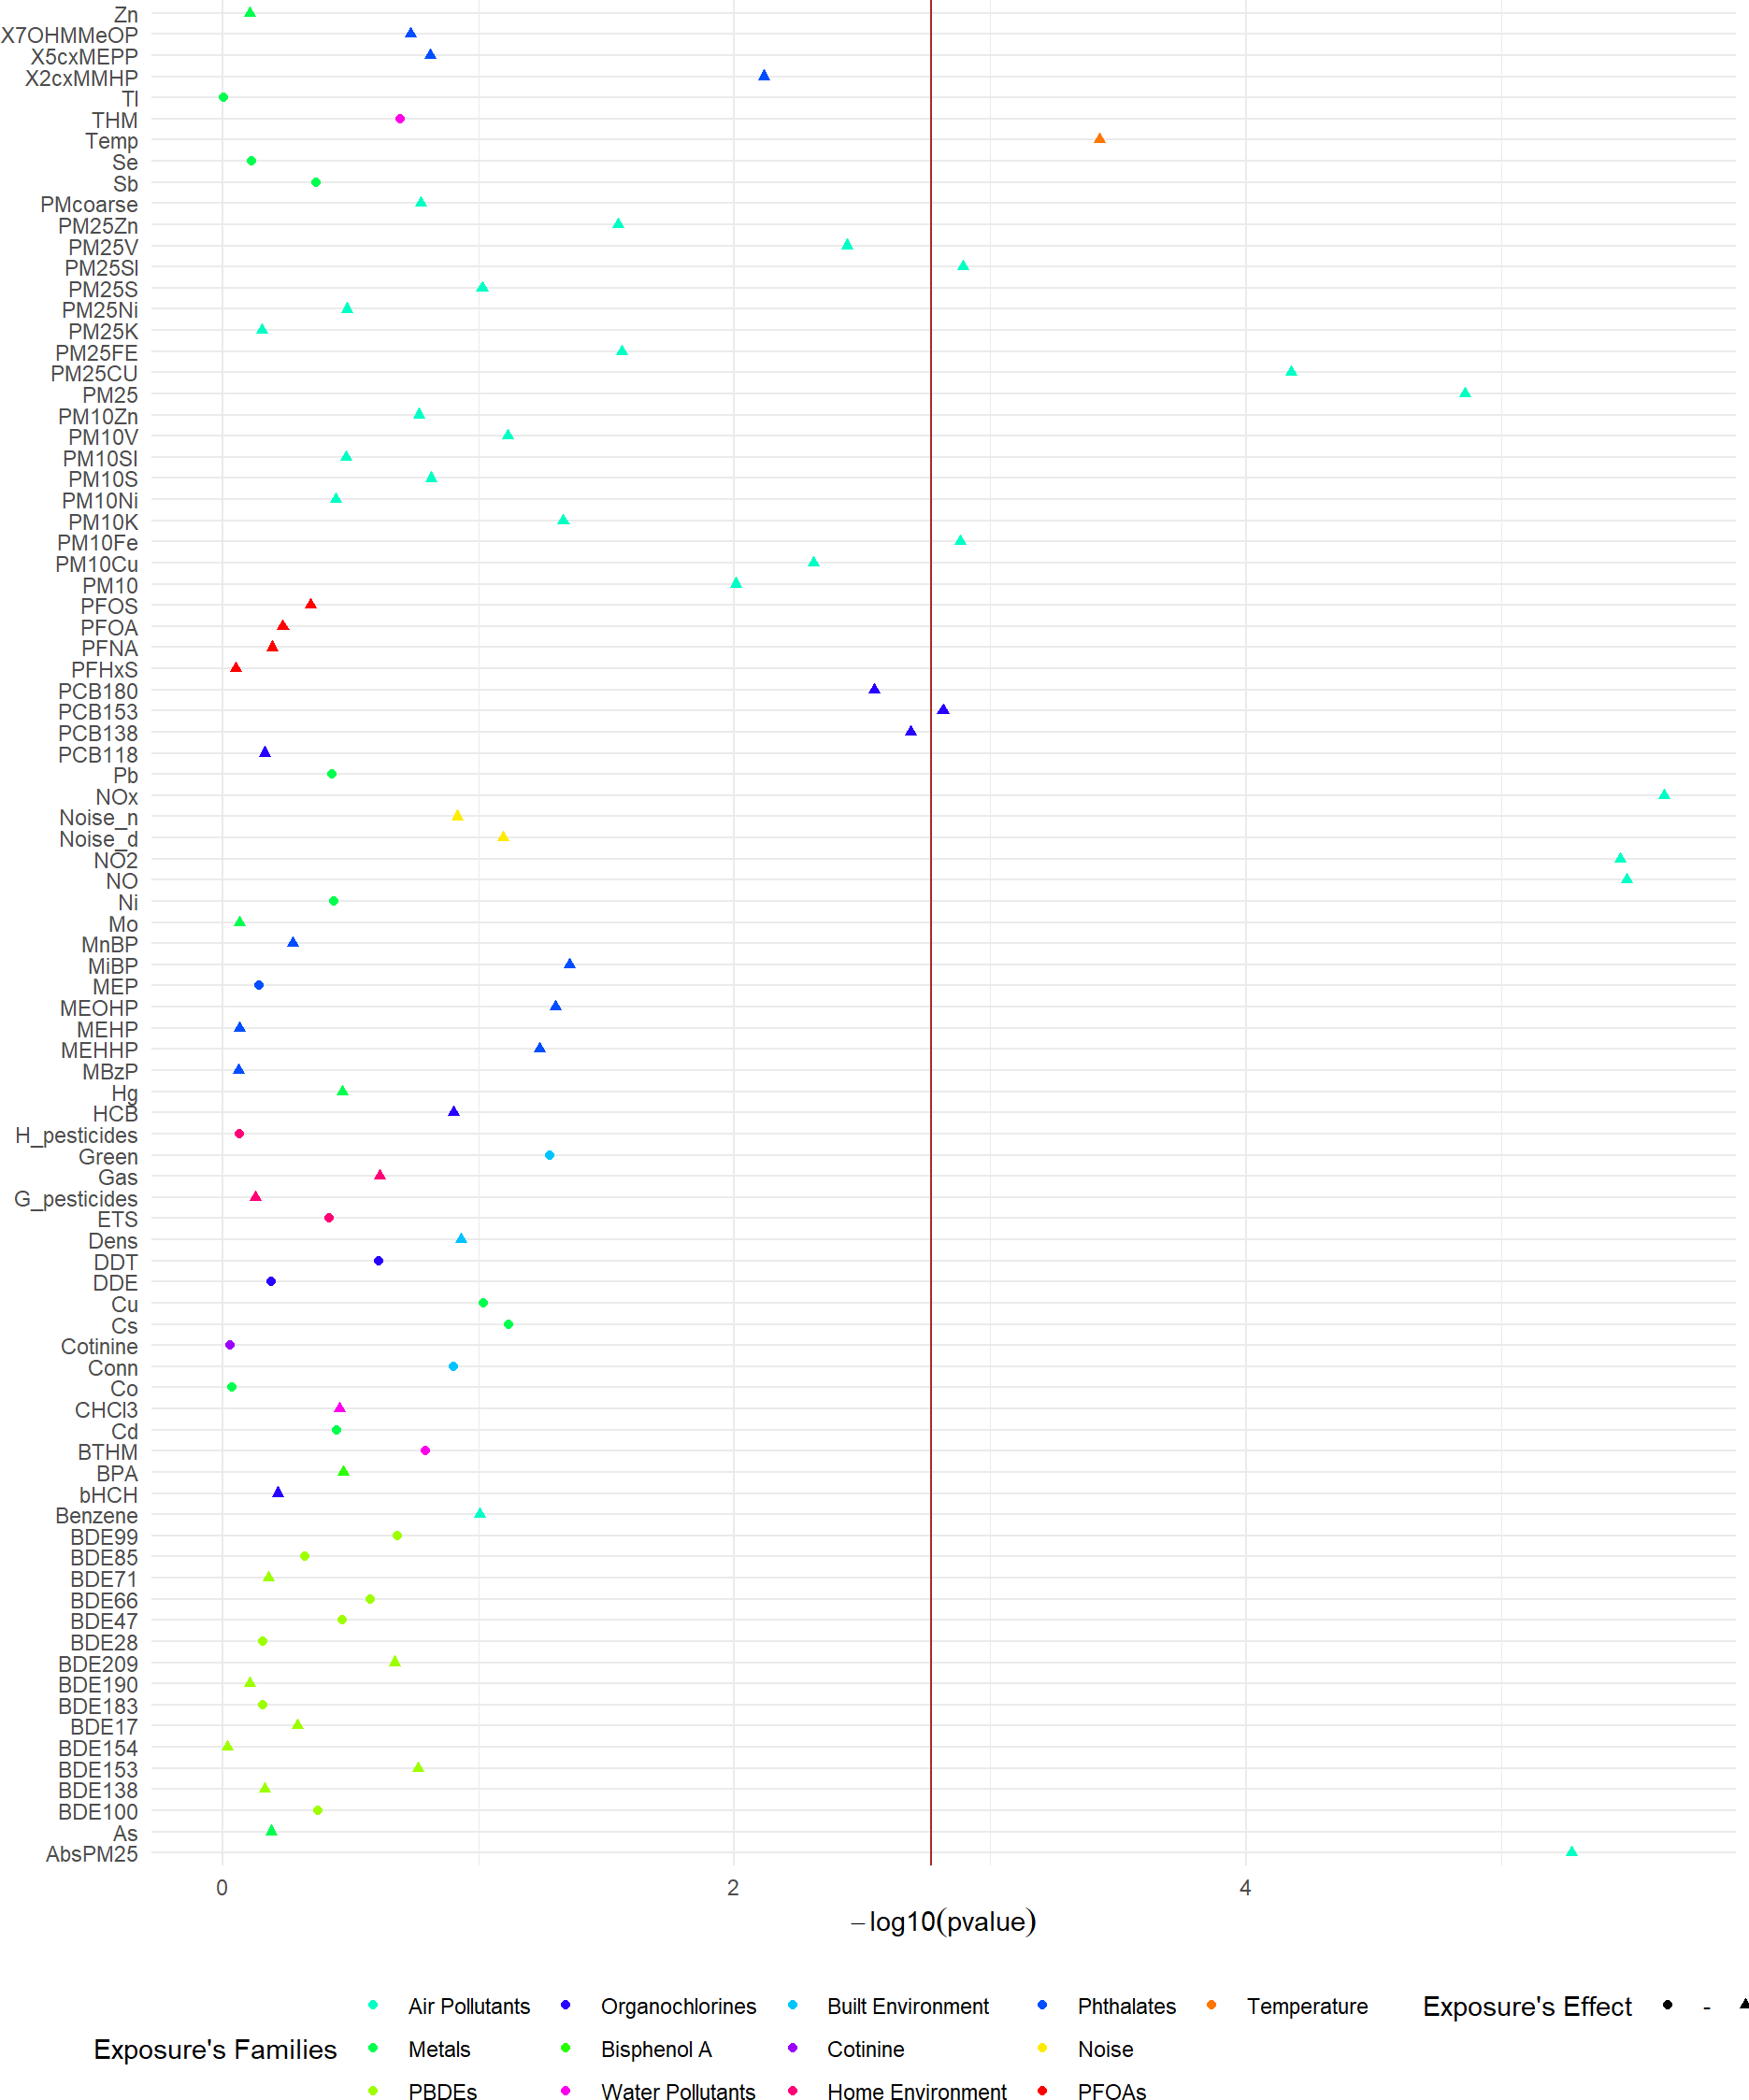 Zn
X7OHMMeOP
X5cxMEPP
X2cxMMHP
Tl
THM
Temp
Se
Sb
PMcoarse
PM25Zn
PM25V
PM25SI
PM25S
PM25Ni
PM25K
PM25FE
PM25CU
PM25
PM10Zn
PM10V
PM10SI
PM10S
PM10Ni
PM10K
PM10Fe
PM10Cu
PM10
PFOS
PFOA
PFNA
PFHxS
PCB180
PCB153
PCB138
PCB118
Pb
NOx
Noise_n
Noise_d
NO2
NO
Ni
Mo
MnBP
MiBP
MEP
MEOHP
MEHP
MEHHP
MBzP
Hg
HCB
H_pesticides
Green
Gas
G_pesticides
ETS
Dens
DDT
DDE
Cu
Cs
Cotinine
Conn
Co
CHCl3
Cd
BTHM
BPA
bHCH
Benzene
BDE99
BDE85
BDE71
BDE66
BDE47
BDE28
BDE209
BDE190
BDE183
BDE17
BDE154
BDE153
BDE138
BDE100
As
AbsPM25
0 2 4
−log10(pvalue)
Air Pollutants Organochlorines Built Environment Phthalates Temperature Exposure's Effect -
Exposure's Families Metals Bisphenol A Cotinine Noise
PBDEs Water Pollutants Home Environment PFOAs